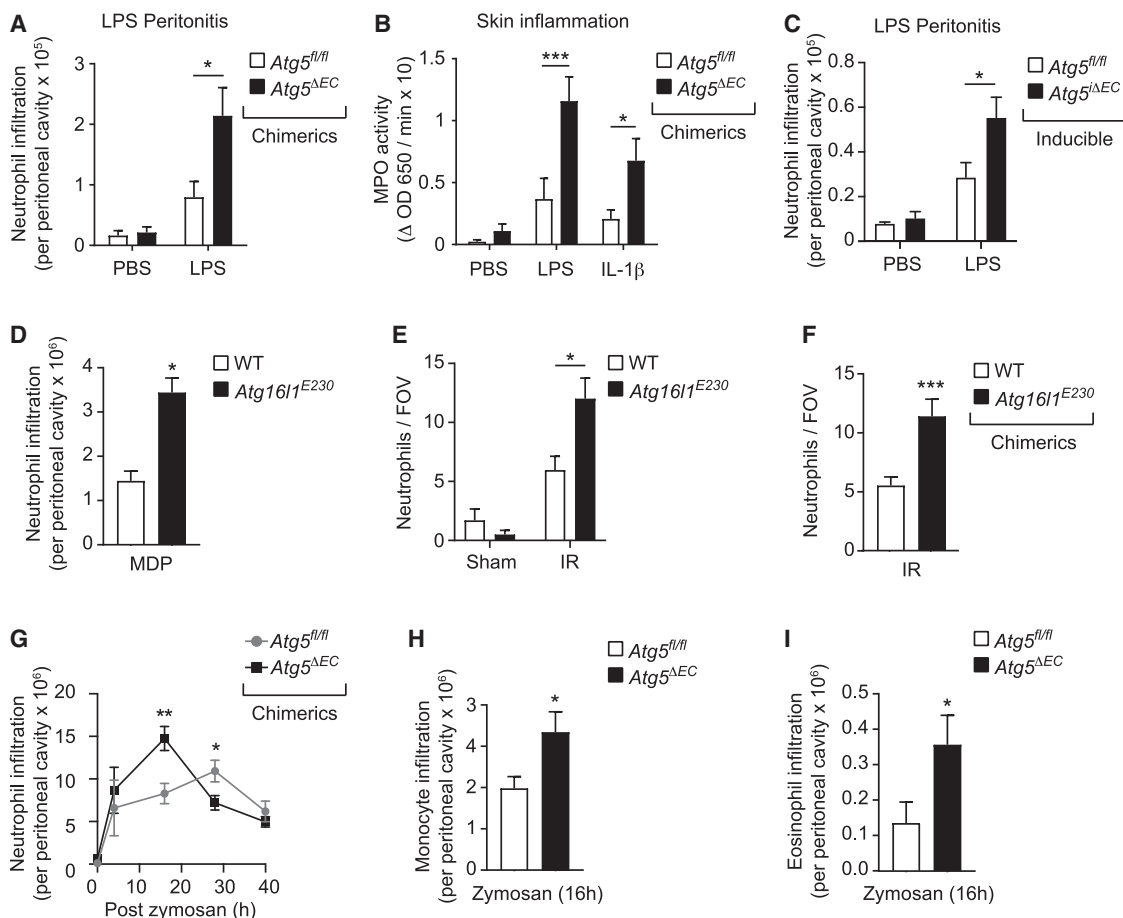 A
LPS Peritonitis
Neutrophil infiltration
(per peritoneal cavity x 10⁵)
3
2
1
0
*
PBS
LPS
Atg5fl/fl
Atg5ΔEC
Chimerics
B
Skin inflammation
MPO activity
(Δ OD 650 / min x 10)
1.5
1
0.5
0
***
*
PBS
LPS
IL-1β
Atg5fl/fl
Atg5ΔEC
Chimerics
C
LPS Peritonitis
Neutrophil infiltration
(per peritoneal cavity x 10⁵)
0.8
0.6
0.4
0.2
0
*
PBS
LPS
Atg5fl/fl
Atg5iΔEC
Inducible
D
Neutrophil infiltration
(per peritoneal cavity x 10⁶)
4
3
2
1
0
*
MDP
WT
Atg16l1E230
E
Neutrophils / FOV
15
10
5
0
*
Sham
IR
WT
Atg16l1E230
F
Neutrophils / FOV
15
10
5
0
***
IR
WT
Atg16l1E230
Chimerics
G
Neutrophil infiltration
(per peritoneal cavity x 10⁶)
20
15
10
5
0
**
*
0
10
20
30
40
Post zymosan (h)
Atg5fl/fl
Atg5ΔEC
Chimerics
H
Monocyte infiltration
(per peritoneal cavity x 10⁶)
3
4
2
1
0
*
Zymosan (16h)
Atg5fl/fl
Atg5ΔEC
I
Eosinophil infiltration
(per peritoneal cavity x 10⁶)
0.5
0.4
0.3
0.2
0.1
0.0
*
Zymosan (16h)
Atg5fl/fl
Atg5ΔEC